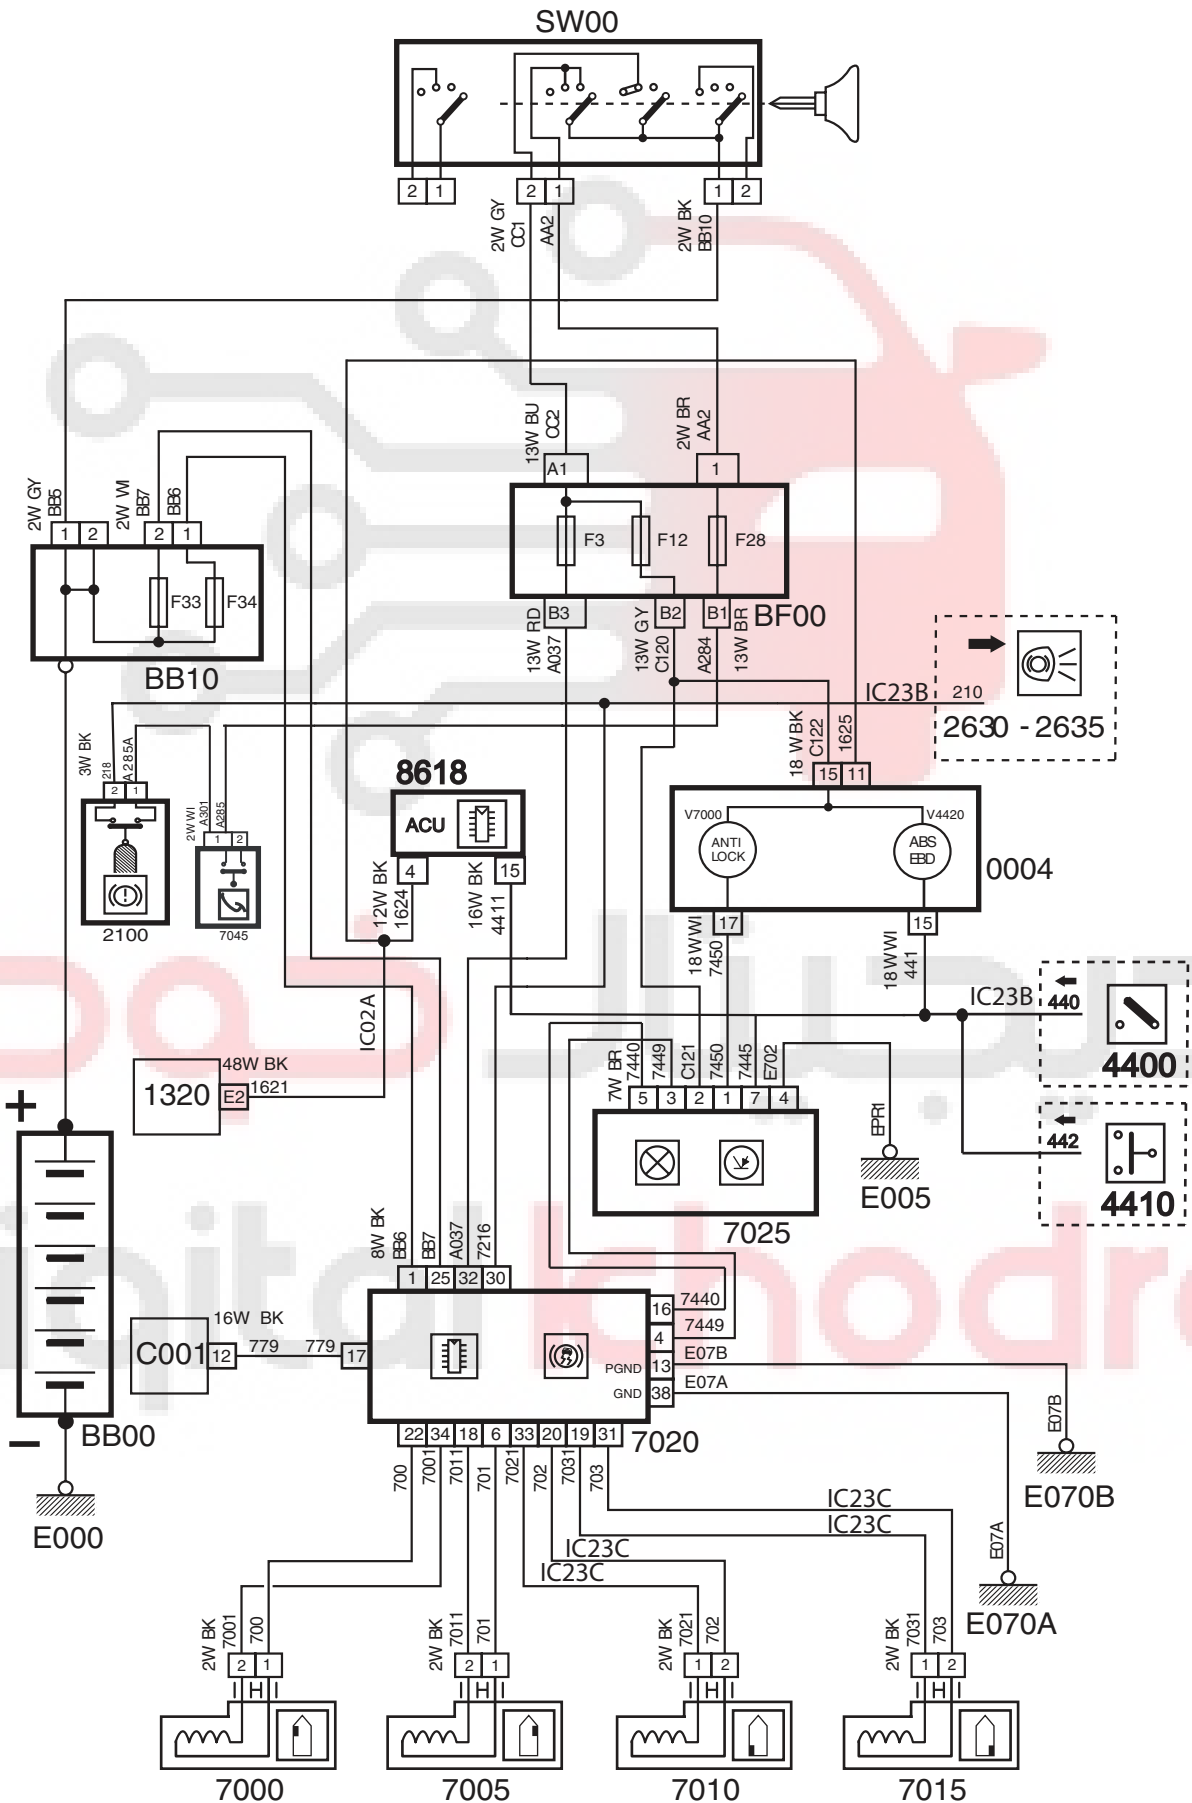 SW00
2 1
2 1
1 2
2W GY
CC1
AA2
2W BK
BB10
13W BU
CC2
2W BR
AA2
2W GY
BB5
2W WI
BB7
BB6
A1
1
1 2
2 1
F3
F12
F28
F33
F34
B3
B2
B1
BF00
13W RD
A037
13W GY
C120
A284
13W BR
BB10
IC23B
210
2630 - 2635
3W BK
218
A285A
2 1
2W WI
A301
A285
1 2
2100
7045
8618
ACU
4
15
12W BK
1624
16W BK
4411
18 W BK
C122
1625
15 11
V7000
V4420
ANTI
LOCK
ABS
EBD
0004
17
15
18 W WI
7450
18 W WI
441
IC23B
440
4400
442
4410
IC02A
1320
48W BK
E2
1621
7W BR
7440
7449
C121
7450
7445
E702
5 3 2 1 7 4
7025
EPR1
E005
+
8W BK
BB6
BB7
A037
7216
1 25 32 30
16 7440
4 7449
PGND 13 E07B
GND 38 E07A
C001
16W BK
12
779
779
17
22 34 18 6 33 20 19 31
7020
−
BB00
E000
700
7001
7011
701
7021
702
7031
703
E07B
E070B
E07A
E070A
IC23C
IC23C
IC23C
IC23C
2W BK
7001
700
2W BK
7011
701
2W BK
7021
702
2W BK
7031
703
2 1
2 1
1 2
1 2
7000
7005
7010
7015